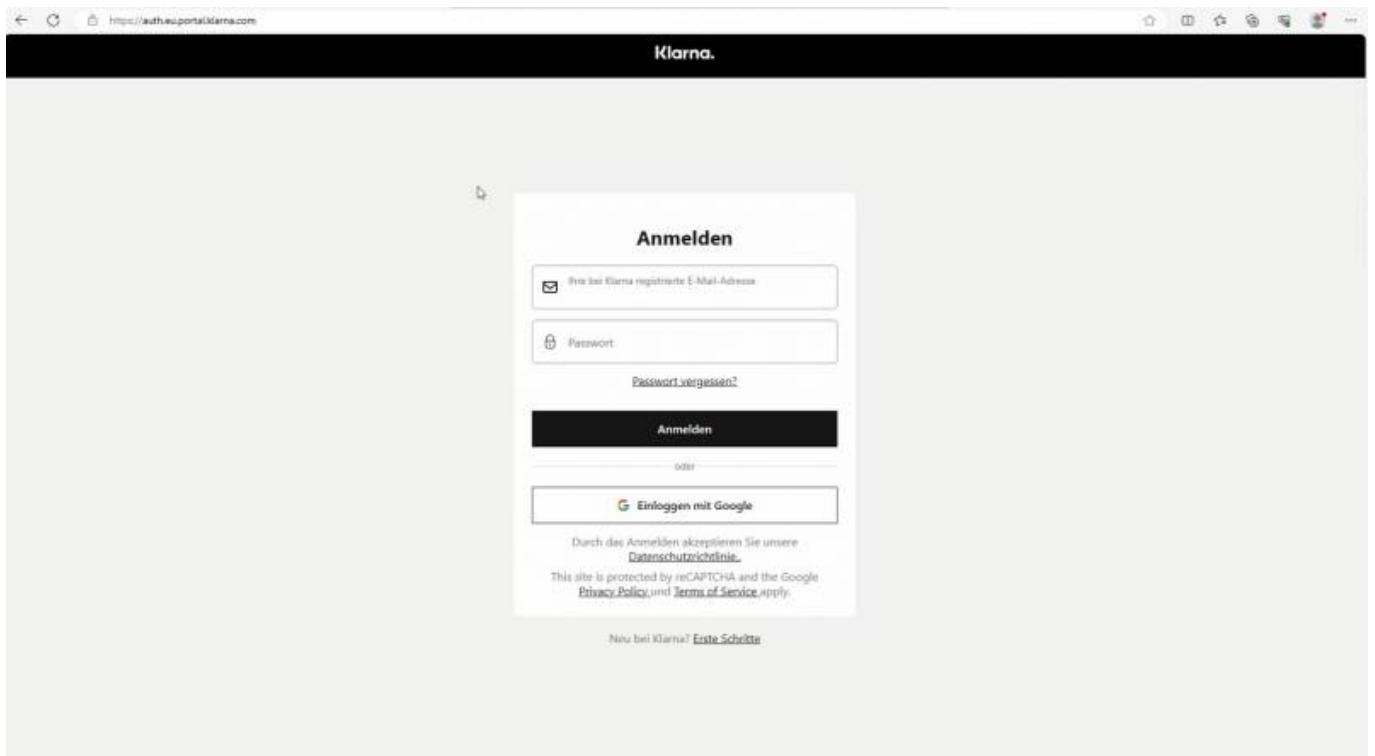 https://auth.eu.portal.klarna.com
Klarna.
Anmelden
Ihre bei Klarna registrierte E-Mail-Adresse
Passwort
Passwort vergessen?
Anmelden
oder
G Einloggen mit Google
Durch das Anmelden akzeptieren Sie unsere
Datenschutzrichtlinie.
This site is protected by reCAPTCHA and the Google
Privacy Policy und Terms of Service apply.
Neu bei Klarna? Erste Schritte